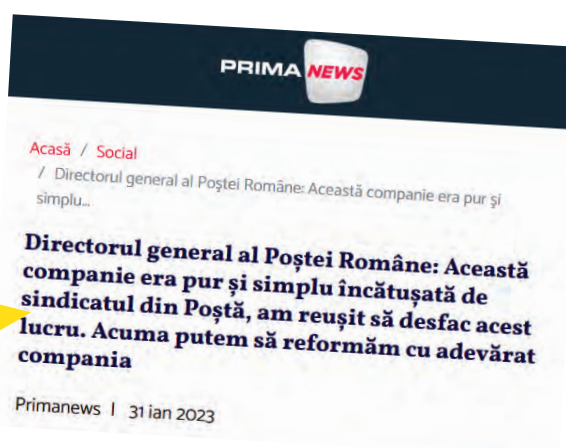 PRIMA NEWS
Acasă / Social
/ Directorul general al Poştei Române: Această companie era pur şi
simplu...
Directorul general al Poștei Române: Această
companie era pur și simplu încătușată de
sindicatul din Poștă, am reușit să desfac acest
lucru. Acuma putem să reformăm cu adevărat
compania
Primanews | 31 ian 2023